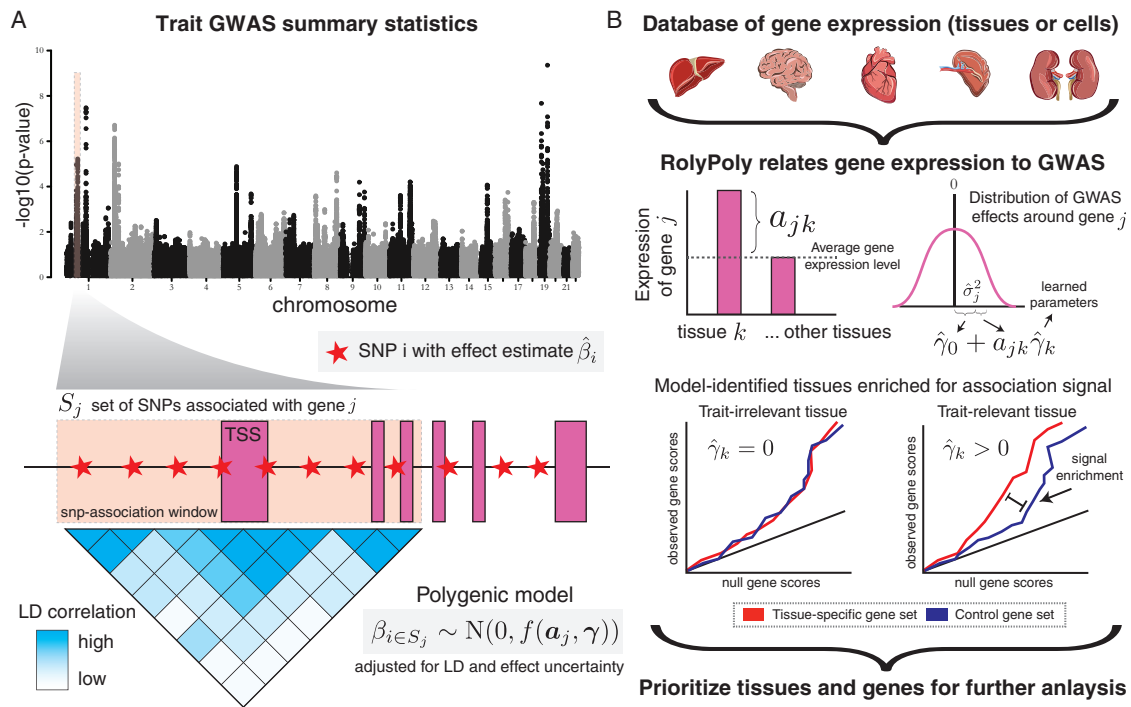 A
Trait GWAS summary statistics
-log10(p-value)
10
8
6
4
2
0
1 2 3 4 5 6 7 8 9 10 11 12 13 14 15 17 19 21
chromosome
SNP i with effect estimate β̂ᵢ
Sⱼ set of SNPs associated with gene j
TSS
snp-association window
LD correlation
high
low
Polygenic model
β_{i∈Sⱼ} ~ N(0, f(𝒂ⱼ, 𝜸))
adjusted for LD and effect uncertainty
B
Database of gene expression (tissues or cells)
RolyPoly relates gene expression to GWAS
Expression
of gene j
a_{jk}
Average gene
expression level
tissue k ... other tissues
0
Distribution of GWAS
effects around gene j
σ̂ⱼ²
learned
parameters
γ̂₀ + a_{jk}γ̂ₖ
Model-identified tissues enriched for association signal
Trait-irrelevant tissue
γ̂ₖ = 0
observed gene scores
null gene scores
Trait-relevant tissue
γ̂ₖ > 0
signal
enrichment
observed gene scores
null gene scores
Tissue-specific gene set Control gene set
Prioritize tissues and genes for further anlaysis